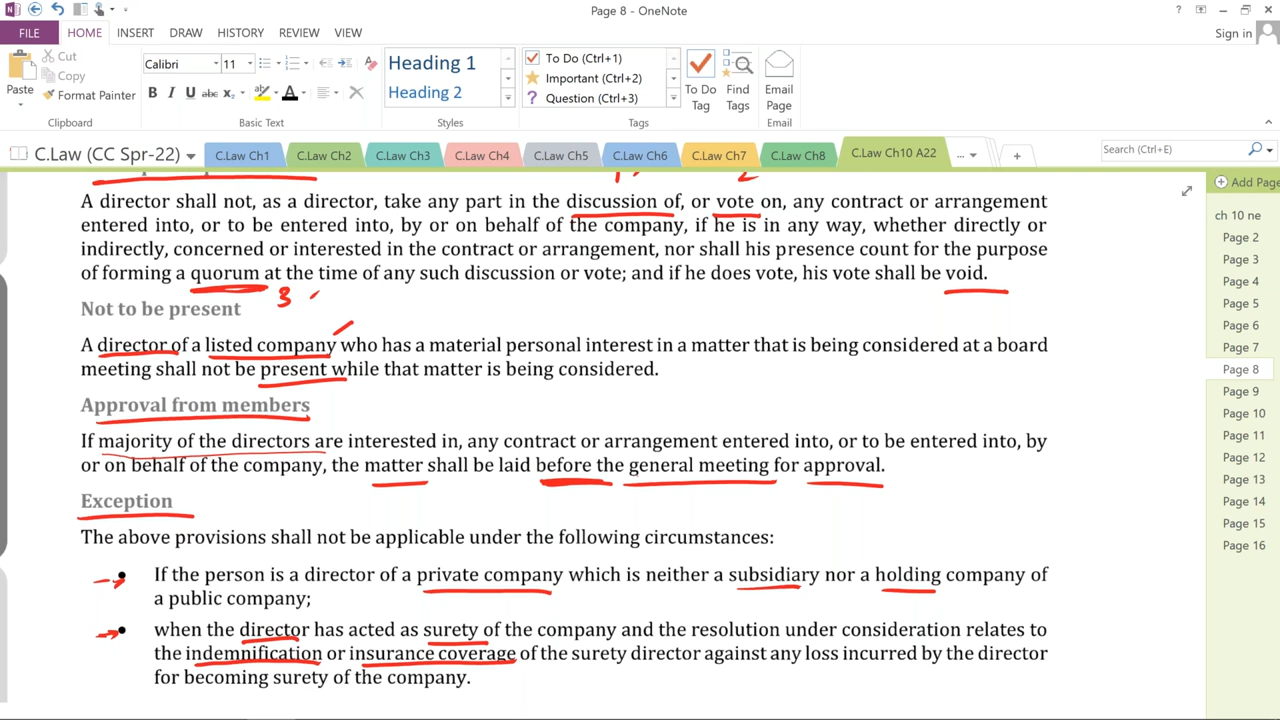 Page 8 - OneNote
FILE HOME INSERT DRAW HISTORY REVIEW VIEW Sign in
Paste Cut Copy Format Painter
Clipboard
Calibri 11
B I U abc x₂ A
Basic Text
Heading 1
Heading 2
Styles
To Do (Ctrl+1)
Important (Ctrl+2)
Question (Ctrl+3)
To Do Tag
Find Tags
Tags
Email Page
Email
C.Law (CC Spr-22) C.Law Ch1 C.Law Ch2 C.Law Ch3 C.Law Ch4 C.Law Ch5 C.Law Ch6 C.Law Ch7 C.Law Ch8 C.Law Ch10 A22 ... + Search (Ctrl+E)
2
A director shall not, as a director, take any part in the discussion of, or vote on, any contract or arrangement
entered into, or to be entered into, by or on behalf of the company, if he is in any way, whether directly or
indirectly, concerned or interested in the contract or arrangement, nor shall his presence count for the purpose
of forming a quorum at the time of any such discussion or vote; and if he does vote, his vote shall be void.
3
Not to be present
A director of a listed company who has a material personal interest in a matter that is being considered at a board
meeting shall not be present while that matter is being considered.
Approval from members
If majority of the directors are interested in, any contract or arrangement entered into, or to be entered into, by
or on behalf of the company, the matter shall be laid before the general meeting for approval.
Exception
The above provisions shall not be applicable under the following circumstances:
• If the person is a director of a private company which is neither a subsidiary nor a holding company of
a public company;
• when the director has acted as surety of the company and the resolution under consideration relates to
the indemnification or insurance coverage of the surety director against any loss incurred by the director
for becoming surety of the company.
Add Page
ch 10 ne
Page 2
Page 3
Page 4
Page 5
Page 6
Page 7
Page 8
Page 9
Page 10
Page 11
Page 12
Page 13
Page 14
Page 15
Page 16